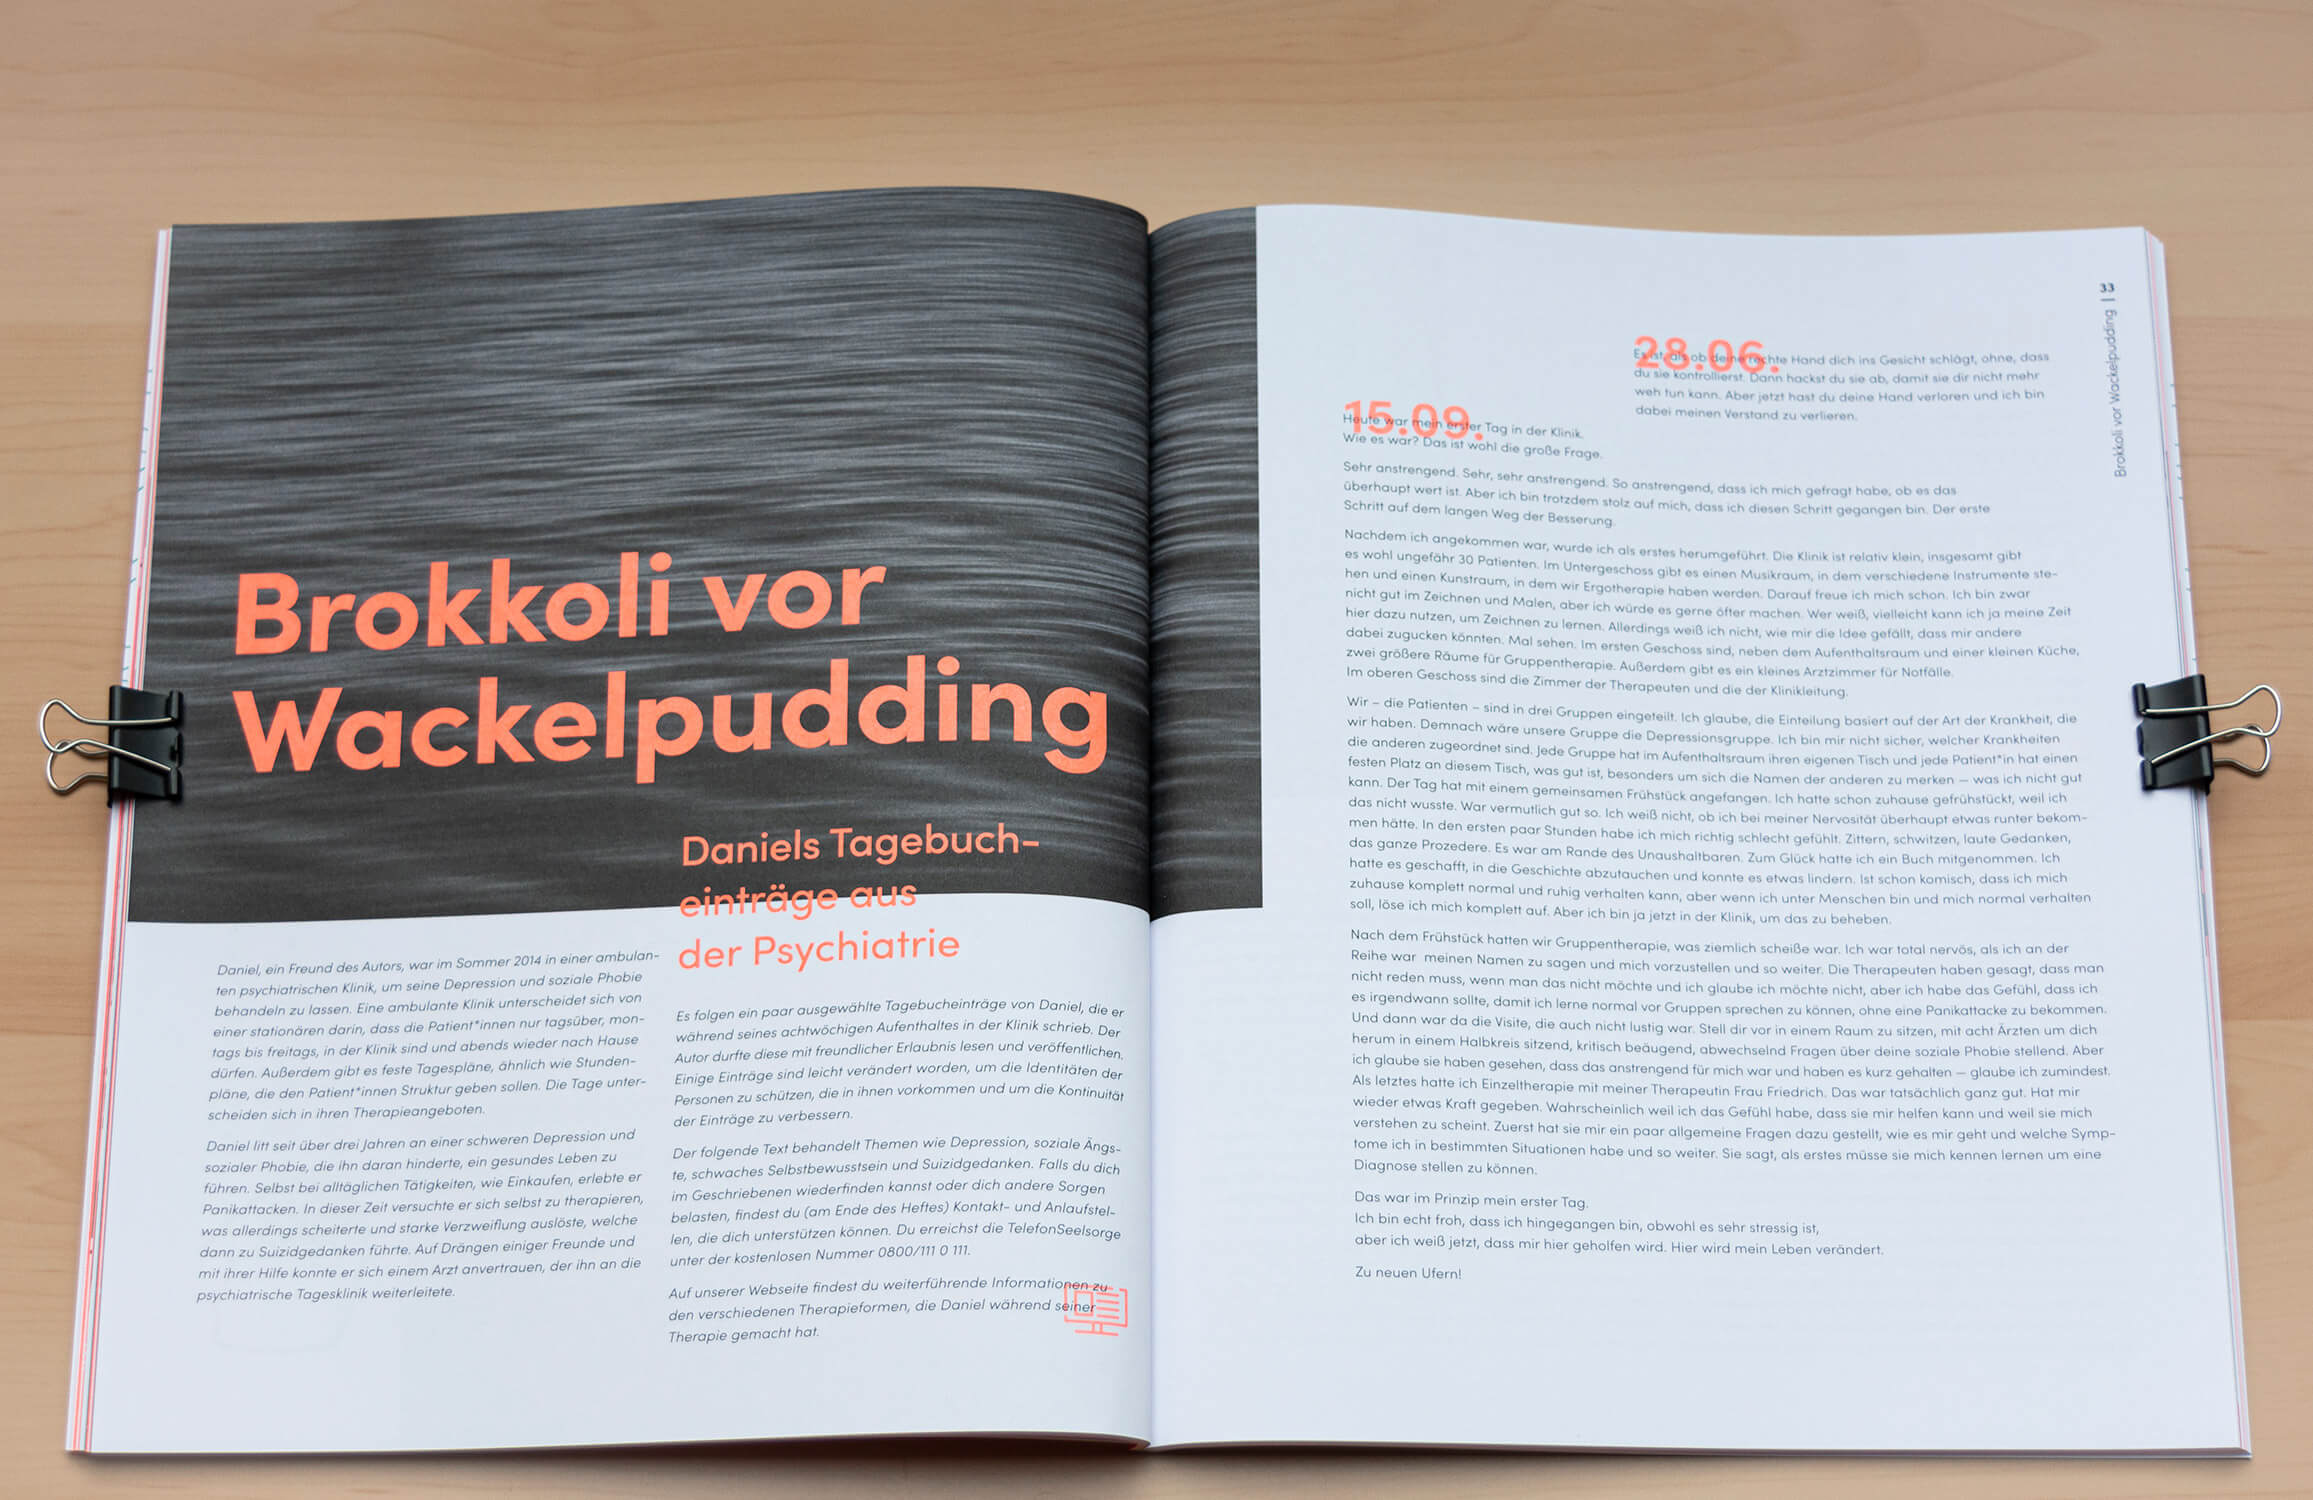 Brokkoli vor
Wackelpudding
Daniels Tagebuch-
einträge aus
der Psychiatrie
Daniel, ein Freund des Autors, war im Sommer 2014 in einer ambulan-
ten psychiatrischen Klinik, um seine Depression und soziale Phobie
behandeln zu lassen. Eine ambulante Klinik unterscheidet sich von
einer stationären darin, dass die Patient*innen nur tagsüber, mon-
tags bis freitags, in der Klinik sind und abends wieder nach Hause
dürfen. Außerdem gibt es feste Tagespläne, ähnlich wie Stunden-
pläne, die den Patient*innen Struktur geben sollen. Die Tage unter-
scheiden sich in ihren Therapieangeboten.
Daniel litt seit über drei Jahren an einer schweren Depression und
sozialer Phobie, die ihn daran hinderte, ein gesundes Leben zu
führen. Selbst bei alltäglichen Tätigkeiten, wie Einkaufen, erlebte er
Panikattacken. In dieser Zeit versuchte er sich selbst zu therapieren,
was allerdings scheiterte und starke Verzweiflung auslöste, welche
dann zu Suizidgedanken führte. Auf Drängen einiger Freunde und
mit ihrer Hilfe konnte er sich einem Arzt anvertrauen, der ihn an die
psychiatrische Tagesklinik weiterleitete.
Es folgen ein paar ausgewählte Tagebucheinträge von Daniel, die er
während seines achtwöchigen Aufenthaltes in der Klinik schrieb. Der
Autor durfte diese mit freundlicher Erlaubnis lesen und veröffentlichen.
Einige Einträge sind leicht verändert worden, um die Identitäten der
Personen zu schützen, die in ihnen vorkommen und um die Kontinuität
der Einträge zu verbessern.
Der folgende Text behandelt Themen wie Depression, soziale Ängs-
te, schwaches Selbstbewusstsein und Suizidgedanken. Falls du dich
im Geschriebenen wiederfinden kannst oder dich andere Sorgen
belasten, findest du (am Ende des Heftes) Kontakt- und Anlaufstel-
len, die dich unterstützen können. Du erreichst die TelefonSeelsorge
unter der kostenlosen Nummer 0800/111 0 111.
Auf unserer Webseite findest du weiterführende Informationen zu
den verschiedenen Therapieformen, die Daniel während seiner
Therapie gemacht hat.
33
Brokkoli vor Wackelpudding |
28.06.
Es ist, als ob deine rechte Hand dich ins Gesicht schlägt, ohne, dass
du sie kontrollierst. Dann hackst du sie ab, damit sie dir nicht mehr
weh tun kann. Aber jetzt hast du deine Hand verloren und ich bin
dabei meinen Verstand zu verlieren.
15.09.
Heute war mein erster Tag in der Klinik.
Wie es war? Das ist wohl die große Frage.
Sehr anstrengend. Sehr, sehr anstrengend. So anstrengend, dass ich mich gefragt habe, ob es das
überhaupt wert ist. Aber ich bin trotzdem stolz auf mich, dass ich diesen Schritt gegangen bin. Der erste
Schritt auf dem langen Weg der Besserung.
Nachdem ich angekommen war, wurde ich als erstes herumgeführt. Die Klinik ist relativ klein, insgesamt gibt
es wohl ungefähr 30 Patienten. Im Untergeschoss gibt es einen Musikraum, in dem verschiedene Instrumente ste-
hen und einen Kunstraum, in dem wir Ergotherapie haben werden. Darauf freue ich mich schon. Ich bin zwar
nicht gut im Zeichnen und Malen, aber ich würde es gerne öfter machen. Wer weiß, vielleicht kann ich ja meine Zeit
hier dazu nutzen, um Zeichnen zu lernen. Allerdings weiß ich nicht, wie mir die Idee gefällt, dass mir andere
dabei zugucken könnten. Mal sehen. Im ersten Geschoss sind, neben dem Aufenthaltsraum und einer kleinen Küche,
zwei größere Räume für Gruppentherapie. Außerdem gibt es ein kleines Arztzimmer für Notfälle.
Im oberen Geschoss sind die Zimmer der Therapeuten und die der Klinikleitung.
Wir – die Patienten – sind in drei Gruppen eingeteilt. Ich glaube, die Einteilung basiert auf der Art der Krankheit, die
wir haben. Demnach wäre unsere Gruppe die Depressionsgruppe. Ich bin mir nicht sicher, welcher Krankheiten
die anderen zugeordnet sind. Jede Gruppe hat im Aufenthaltsraum ihren eigenen Tisch und jede Patient*in hat einen
festen Platz an diesem Tisch, was gut ist, besonders um sich die Namen der anderen zu merken – was ich nicht gut
kann. Der Tag hat mit einem gemeinsamen Frühstück angefangen. Ich hatte schon zuhause gefrühstückt, weil ich
das nicht wusste. War vermutlich gut so. Ich weiß nicht, ob ich bei meiner Nervosität überhaupt etwas runter bekom-
men hätte. In den ersten paar Stunden habe ich mich richtig schlecht gefühlt. Zittern, schwitzen, laute Gedanken,
das ganze Prozedere. Es war am Rande des Unaushaltbaren. Zum Glück hatte ich ein Buch mitgenommen. Ich
hatte es geschafft, in die Geschichte abzutauchen und konnte es etwas lindern. Ist schon komisch, dass ich mich
zuhause komplett normal und ruhig verhalten kann, aber wenn ich unter Menschen bin und mich normal verhalten
soll, löse ich mich komplett auf. Aber ich bin ja jetzt in der Klinik, um das zu beheben.
Nach dem Frühstück hatten wir Gruppentherapie, was ziemlich scheiße war. Ich war total nervös, als ich an der
Reihe war meinen Namen zu sagen und mich vorzustellen und so weiter. Die Therapeuten haben gesagt, dass man
nicht reden muss, wenn man das nicht möchte und ich glaube ich möchte nicht, aber ich habe das Gefühl, dass ich
es irgendwann sollte, damit ich lerne normal vor Gruppen sprechen zu können, ohne eine Panikattacke zu bekommen.
Und dann war da die Visite, die auch nicht lustig war. Stell dir vor in einem Raum zu sitzen, mit acht Ärzten um dich
herum in einem Halbkreis sitzend, kritisch beäugend, abwechselnd Fragen über deine soziale Phobie stellend. Aber
ich glaube sie haben gesehen, dass das anstrengend für mich war und haben es kurz gehalten – glaube ich zumindest.
Als letztes hatte ich Einzeltherapie mit meiner Therapeutin Frau Friedrich. Das war tatsächlich ganz gut. Hat mir
wieder etwas Kraft gegeben. Wahrscheinlich weil ich das Gefühl habe, dass sie mir helfen kann und weil sie mich
verstehen zu scheint. Zuerst hat sie mir ein paar allgemeine Fragen dazu gestellt, wie es mir geht und welche Symp-
tome ich in bestimmten Situationen habe und so weiter. Sie sagt, als erstes müsse sie mich kennen lernen um eine
Diagnose stellen zu können.
Das war im Prinzip mein erster Tag.
Ich bin echt froh, dass ich hingegangen bin, obwohl es sehr stressig ist,
aber ich weiß jetzt, dass mir hier geholfen wird. Hier wird mein Leben verändert.
Zu neuen Ufern!